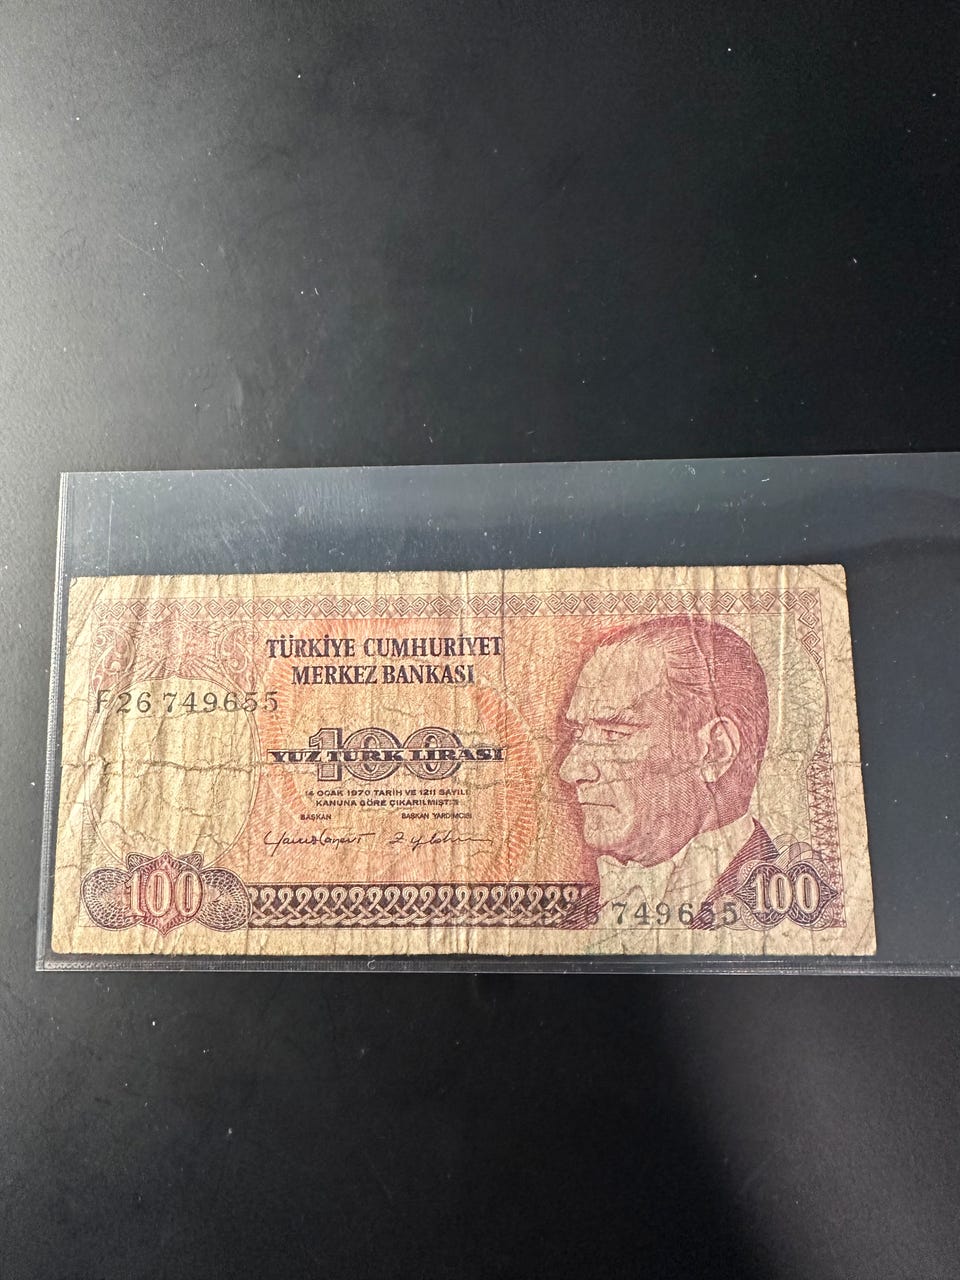 TÜRKİYE CUMHURİYET
MERKEZ BANKASI
F26 749655
100
YÜZ TÜRK LİRASI
14 OCAK 1970 TARİH VE 1211 SAYILI
KANUNA GÖRE ÇIKARILMIŞTIR
BAŞKAN BAŞKAN YARDIMCISI
100
26 749655
100